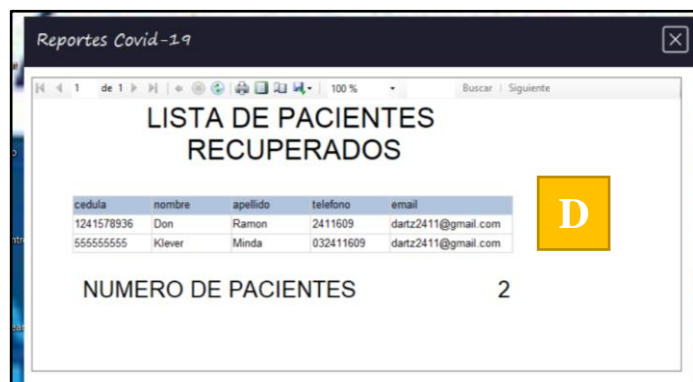 Reportes Covid-19
1 de 1 100 % Buscar | Siguiente
LISTA DE PACIENTES
RECUPERADOS
cedula nombre apellido telefono email
1241578936 Don Ramon 2411609 dartz2411@gmail.com
555555555 Klever Minda 032411609 dartz2411@gmail.com
D
NUMERO DE PACIENTES 2